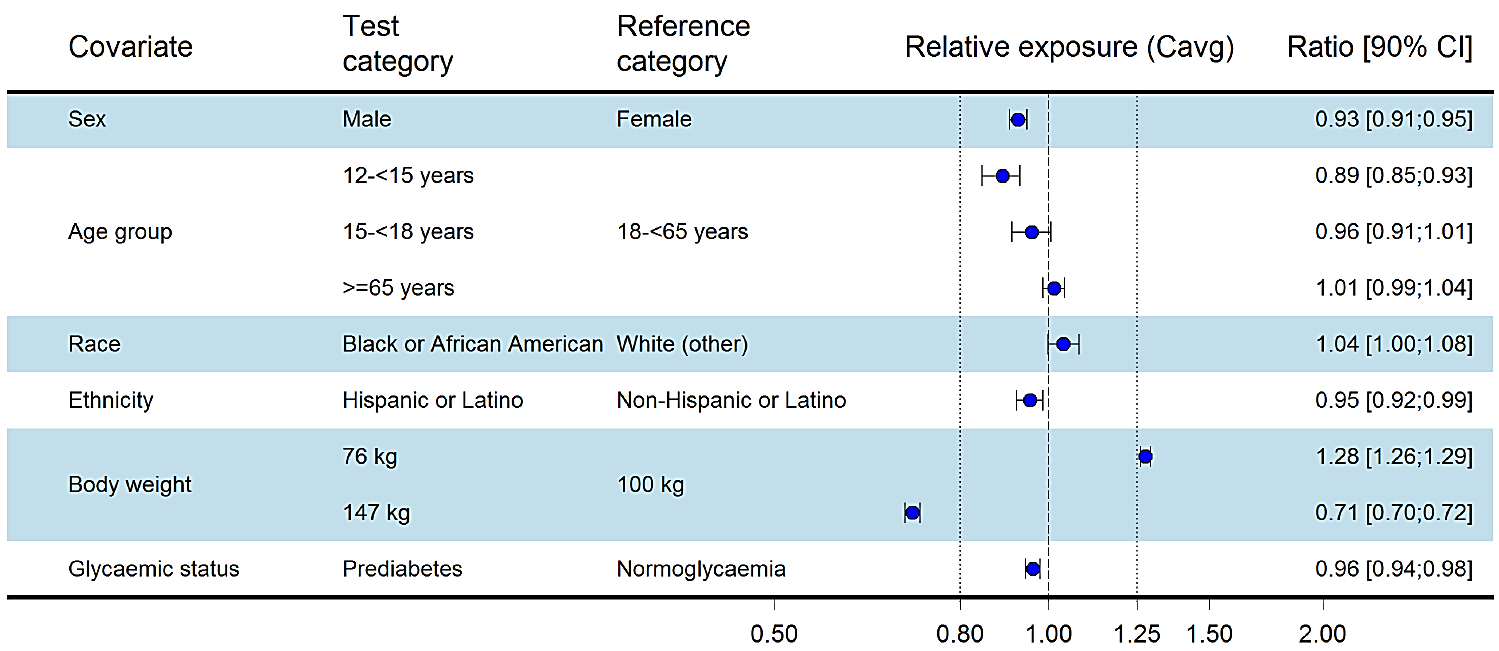 Covariate Test category Reference category Relative exposure (Cavg) Ratio [90% CI]
Sex Male Female 0.93 [0.91;0.95]
12-<15 years 0.89 [0.85;0.93]
Age group 15-<18 years 18-<65 years 0.96 [0.91;1.01]
>=65 years 1.01 [0.99;1.04]
Race Black or African American White (other) 1.04 [1.00;1.08]
Ethnicity Hispanic or Latino Non-Hispanic or Latino 0.95 [0.92;0.99]
76 kg 1.28 [1.26;1.29]
Body weight 100 kg
147 kg 0.71 [0.70;0.72]
Glycaemic status Prediabetes Normoglycaemia 0.96 [0.94;0.98]
0.50 0.80 1.00 1.25 1.50 2.00